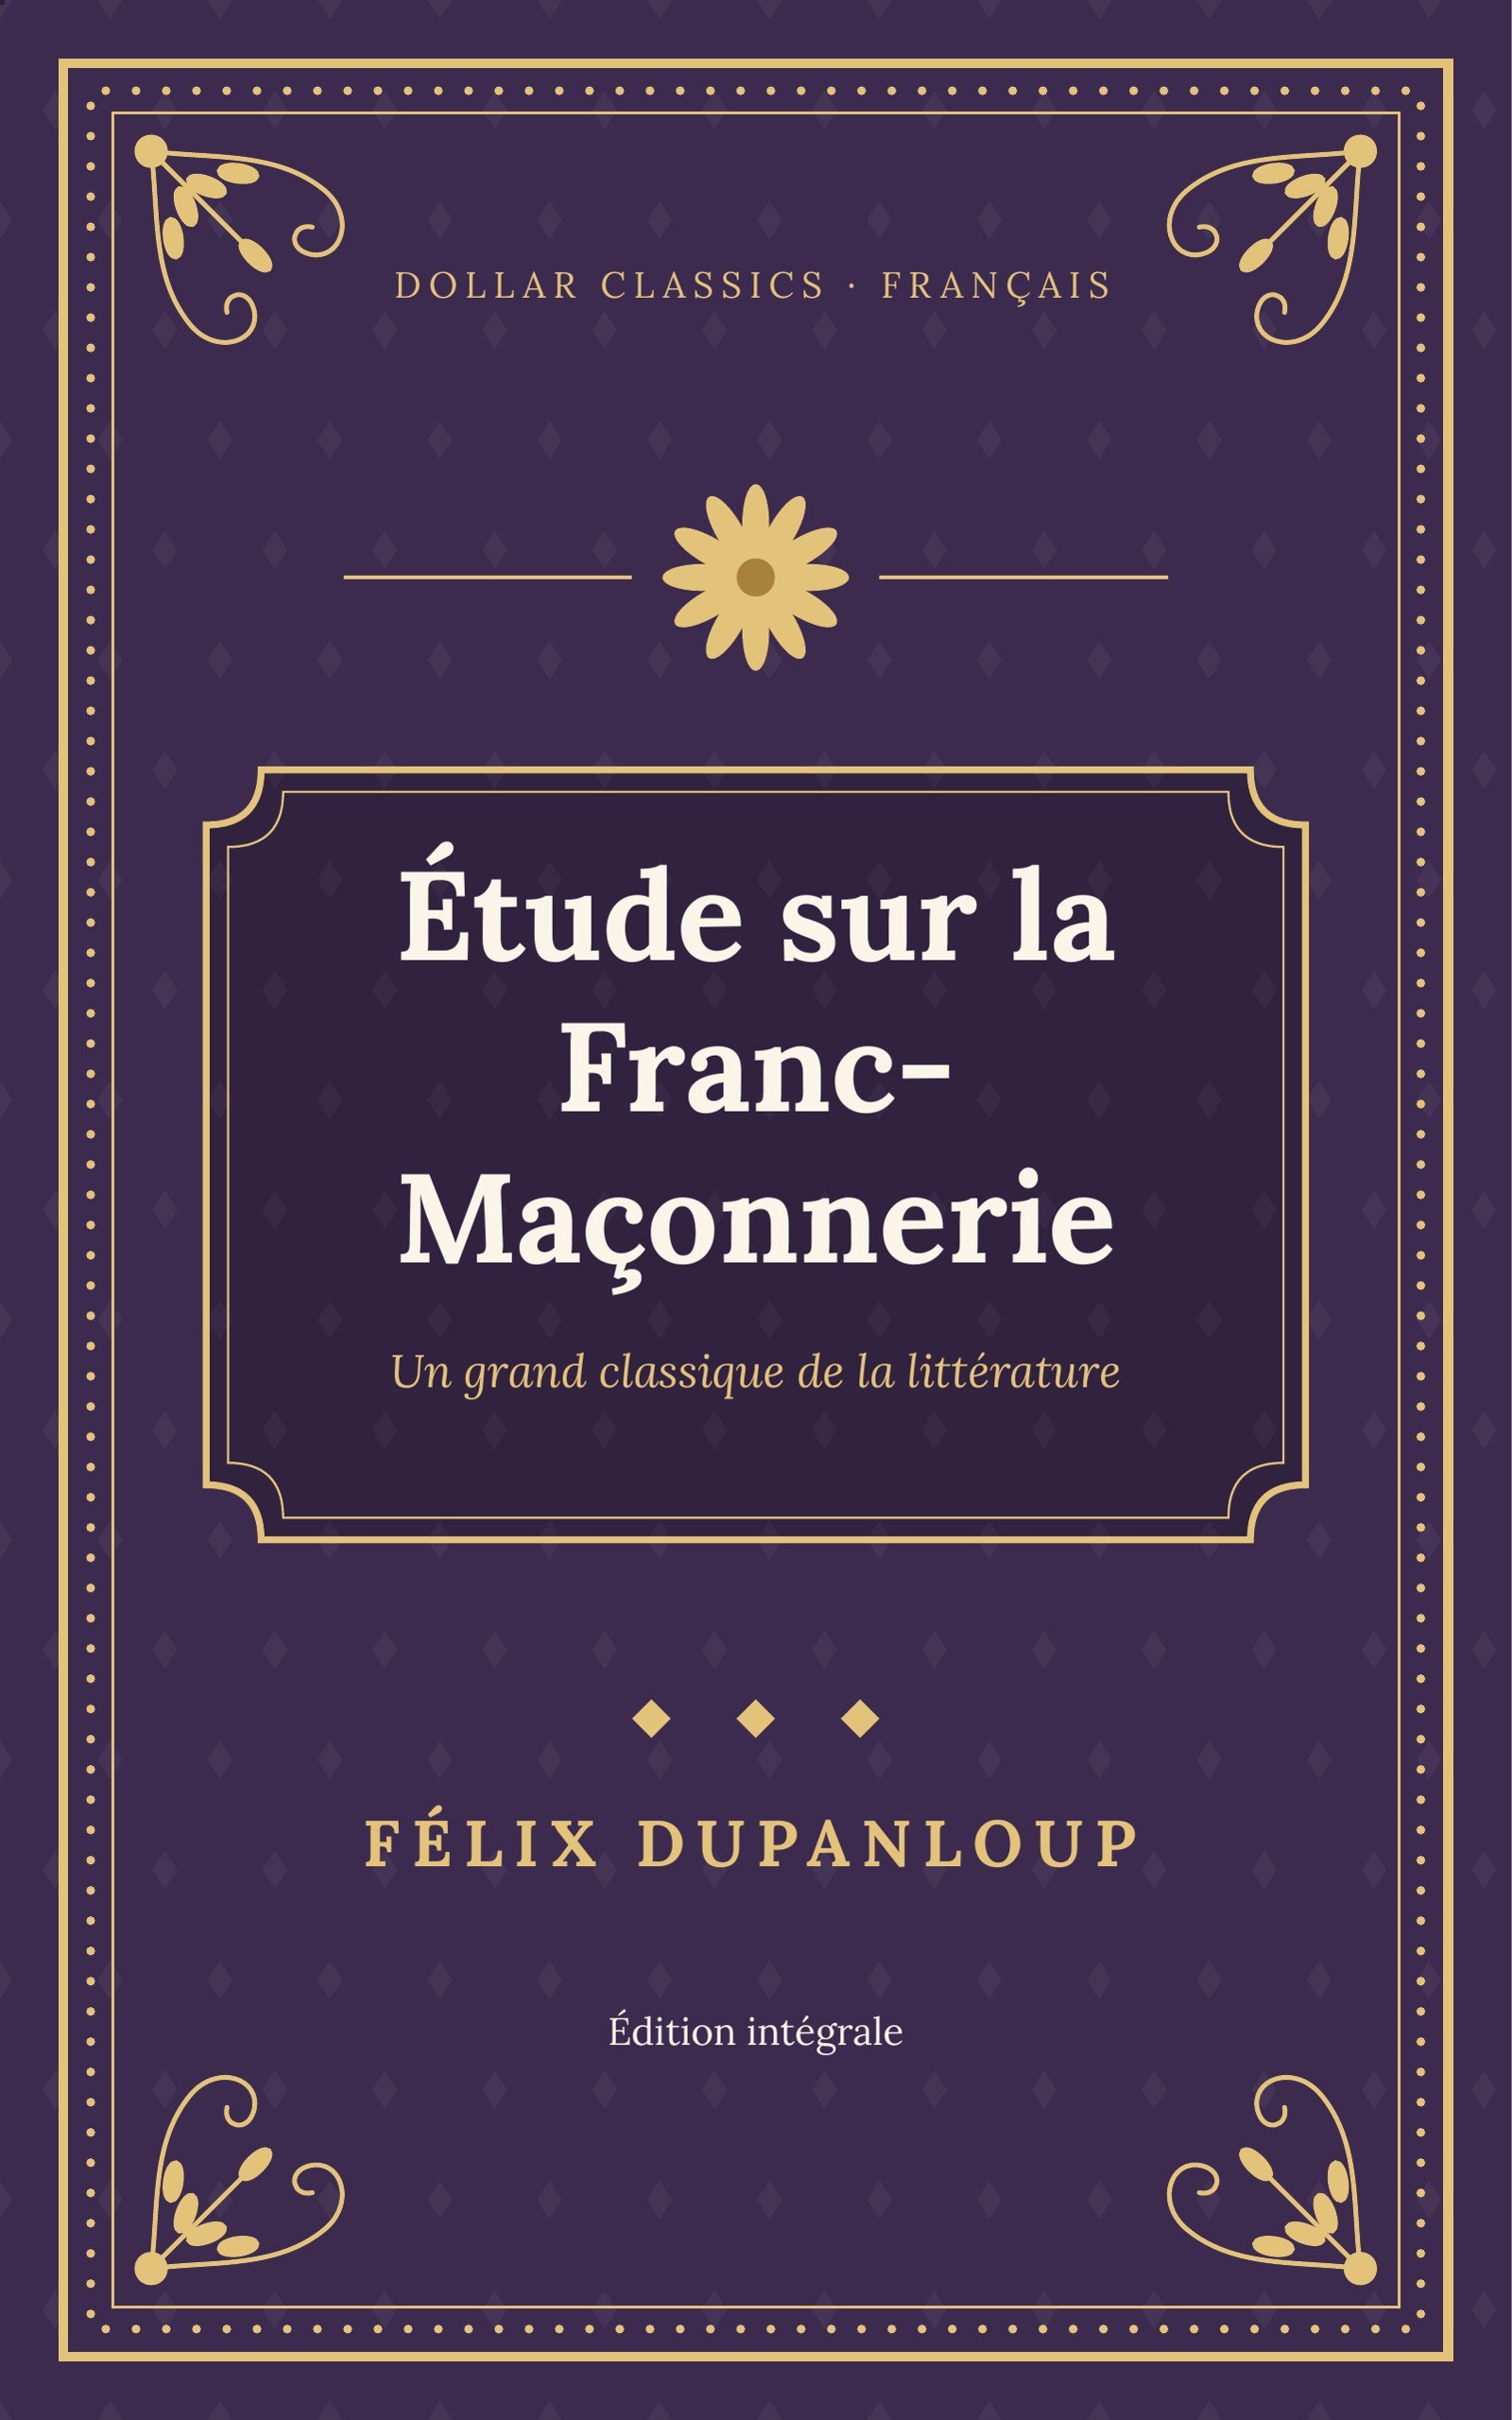 DOLLAR CLASSICS · FRANÇAIS
Étude sur la
Franc-
Maçonnerie
Un grand classique de la littérature
FÉLIX DUPANLOUP
Édition intégrale